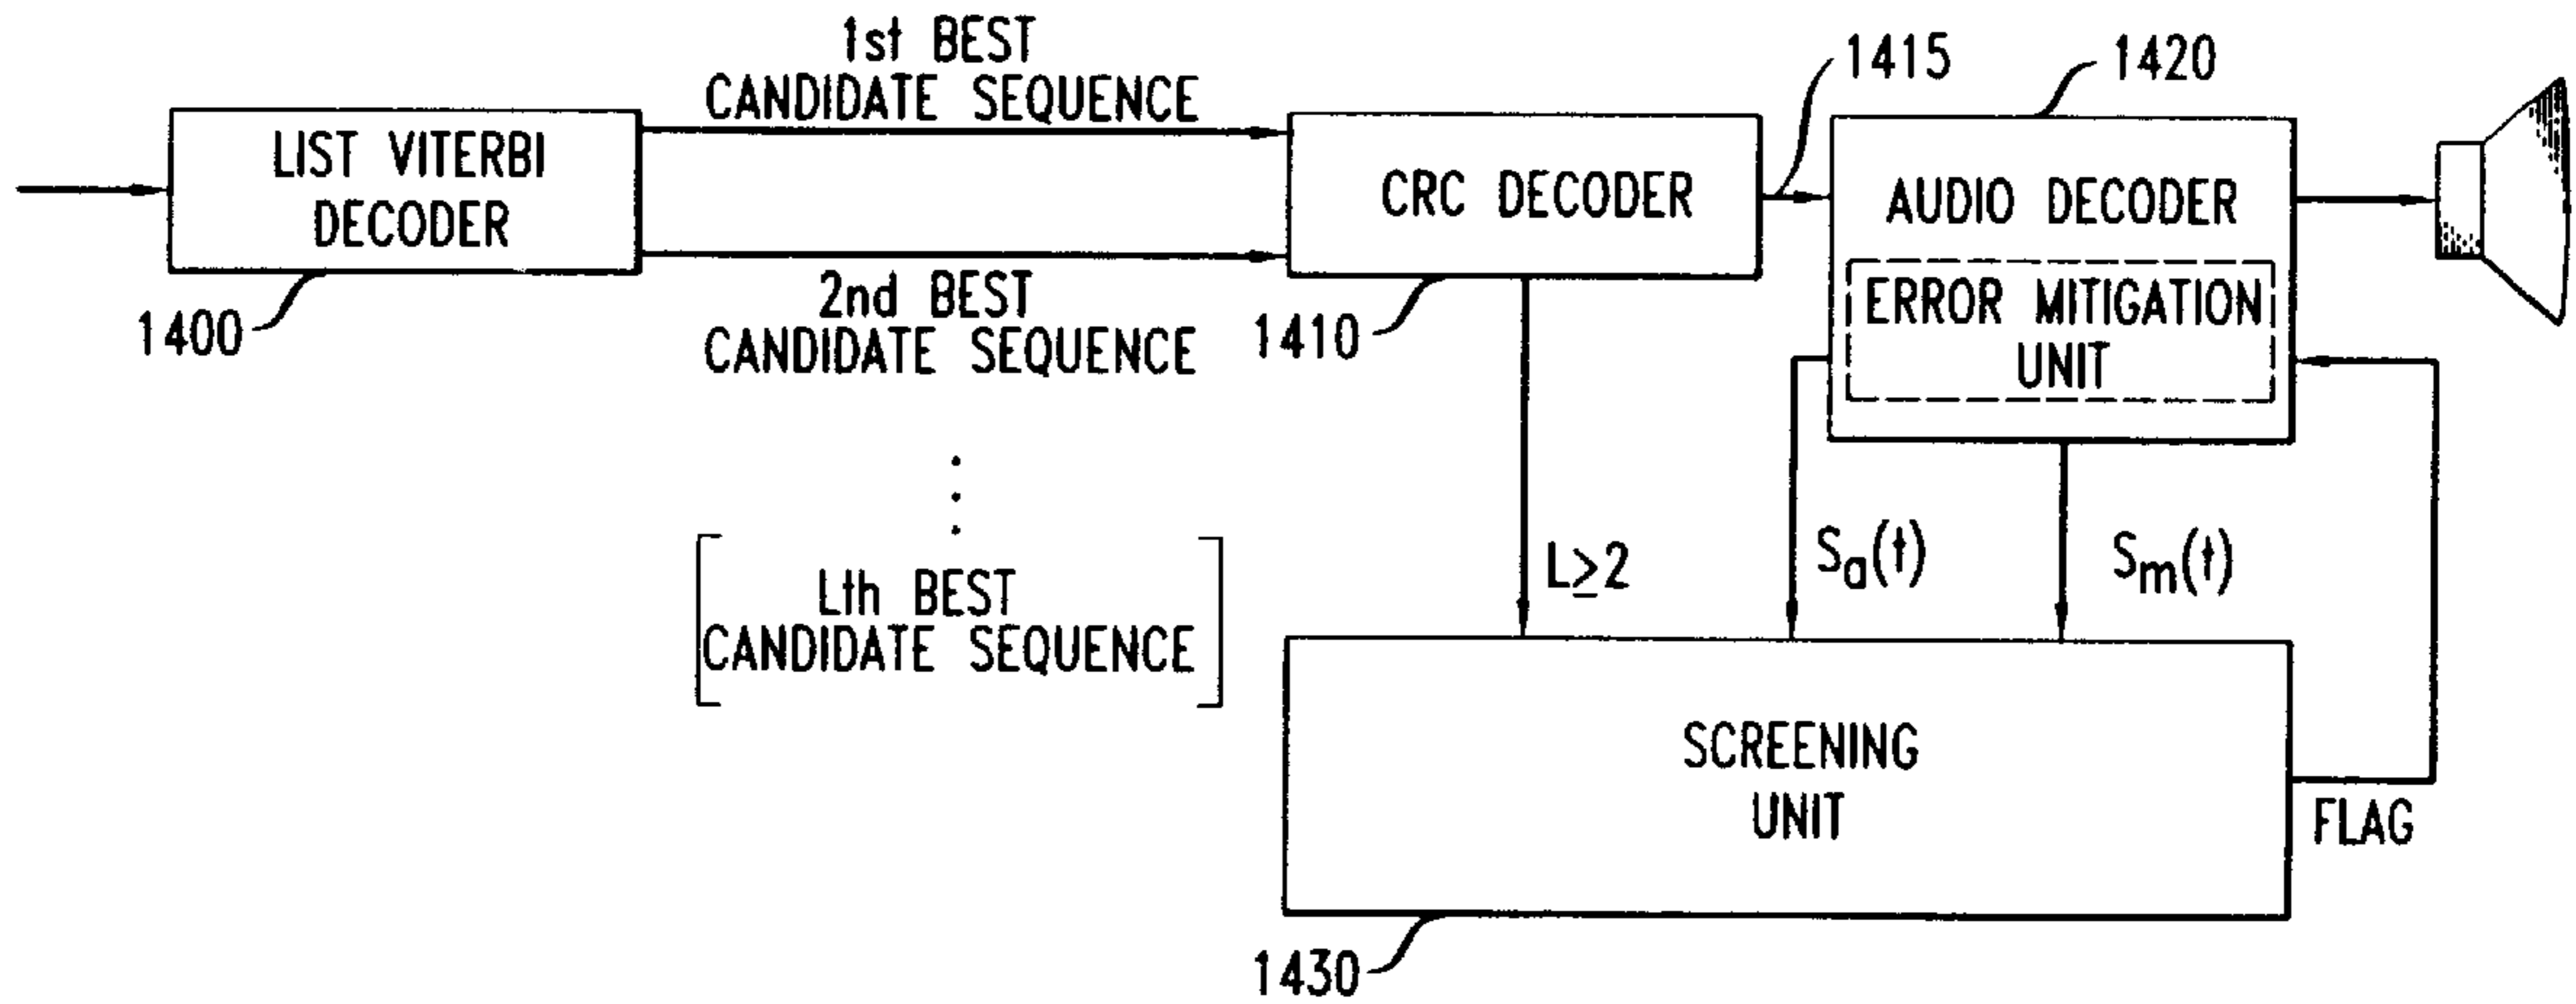 1st BEST
CANDIDATE SEQUENCE
1415
1420
LIST VITERBI
DECODER
CRC DECODER
AUDIO DECODER
ERROR MITIGATION
UNIT
1400
2nd BEST
CANDIDATE SEQUENCE
1410
L≥2
Sa(t)
Sm(t)
Lth BEST
CANDIDATE SEQUENCE
SCREENING
UNIT
FLAG
1430